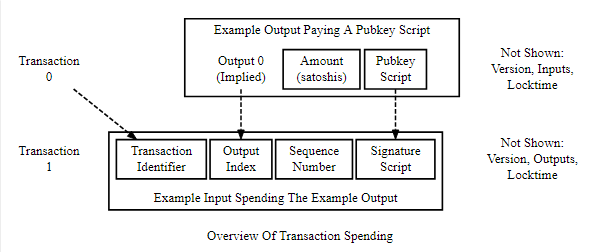 Example Output Paying A Pubkey Script
Transaction
0
Output 0
(Implied)
Amount
(satoshis)
Pubkey
Script
Not Shown:
Version, Inputs,
Locktime
Transaction
1
Transaction
Identifier
Output
Index
Sequence
Number
Signature
Script
Not Shown:
Version, Outputs,
Locktime
Example Input Spending The Example Output
Overview Of Transaction Spending